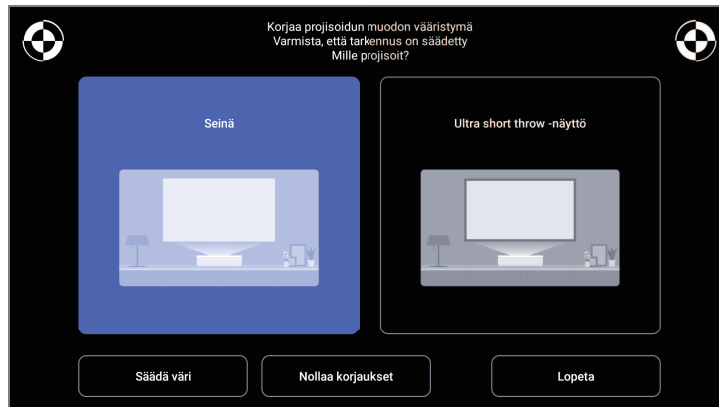 Korjaa projisoidun muodon vääristymä
Varmista, että tarkennus on säädetty
Mille projisoit?
Seinä
Ultra short throw -näyttö
Säädä väri
Nollaa korjaukset
Lopeta